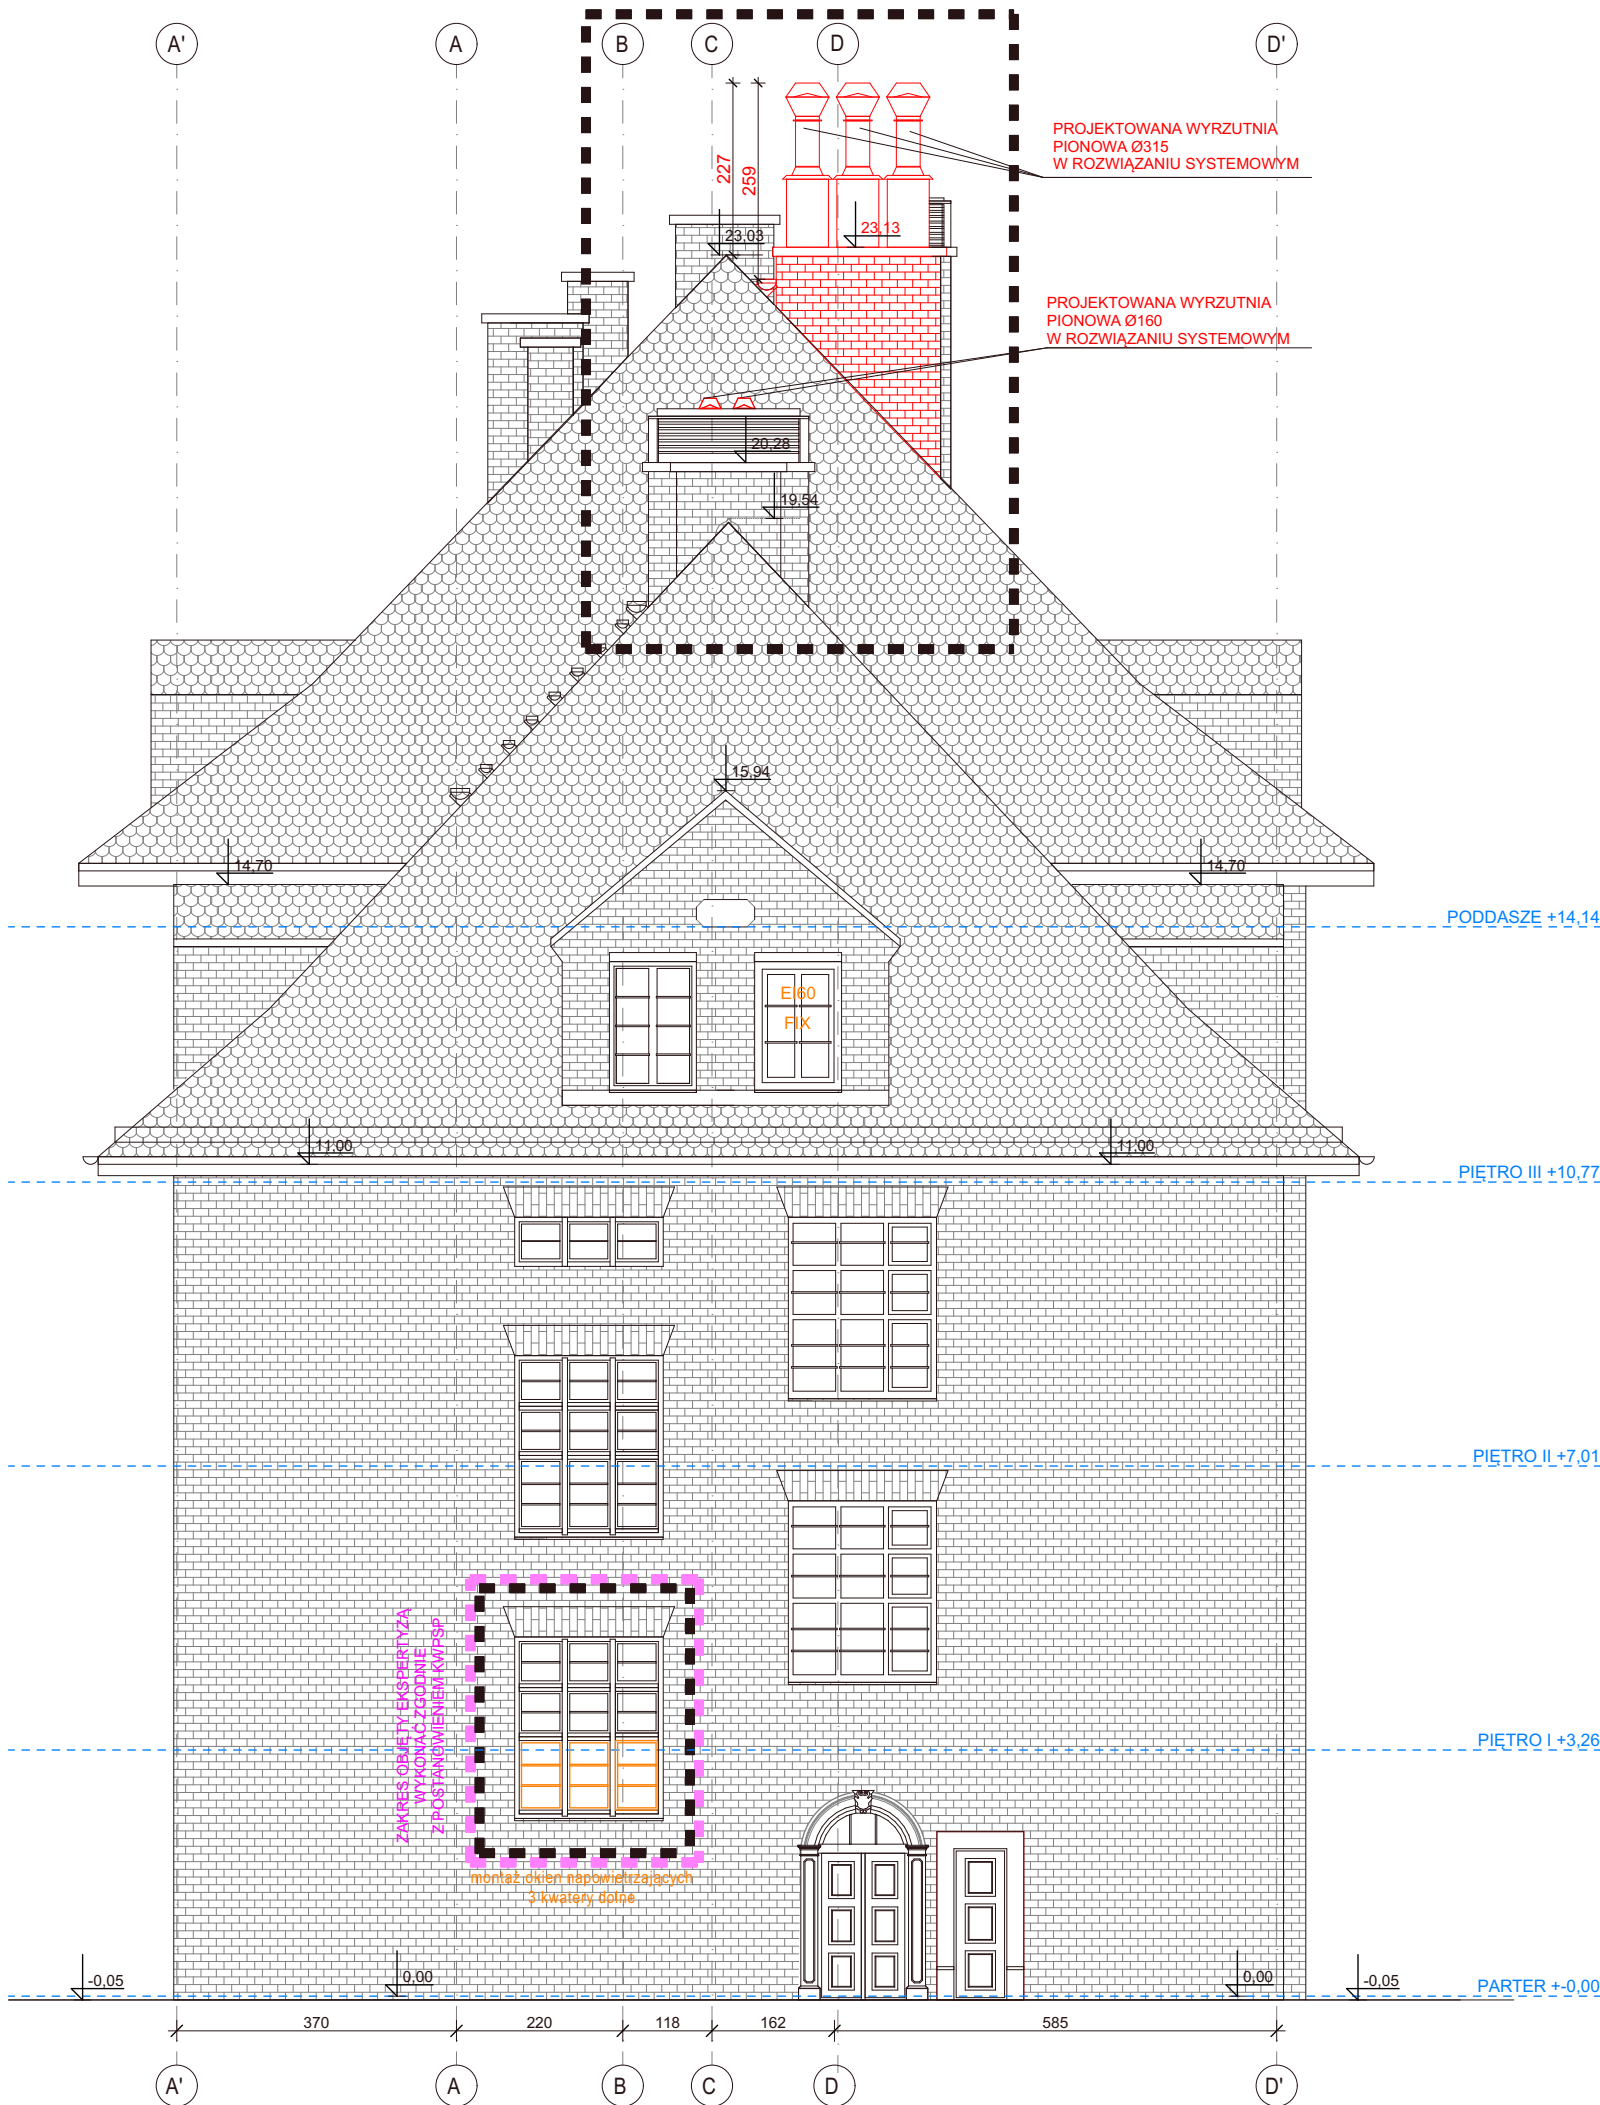 A'
A
B
C
D
D'
PROJEKTOWANA WYRZUTNIA
PIONOWA Ø315
W ROZWIĄZANIU SYSTEMOWYM
227
259
23,03
23,13
PROJEKTOWANA WYRZUTNIA
PIONOWA Ø160
W ROZWIĄZANIU SYSTEMOWYM
20,28
19,54
15,94
14,70
14,70
PODDASZE +14,14
EI60
FIX
11,00
11,00
PIĘTRO III +10,77
PIĘTRO II +7,01
ZAKRES OBJĘTY EKSPERTYZĄ
WYKONAĆ ZGODNIE
Z POSTANOWIENIEM KWPSP
PIĘTRO I +3,26
montaż okien napowietrzających
3 kwatery dolne
-0,05
0,00
0,00
-0,05
PARTER +-0,00
370
220
118
162
585
A'
A
B
C
D
D'